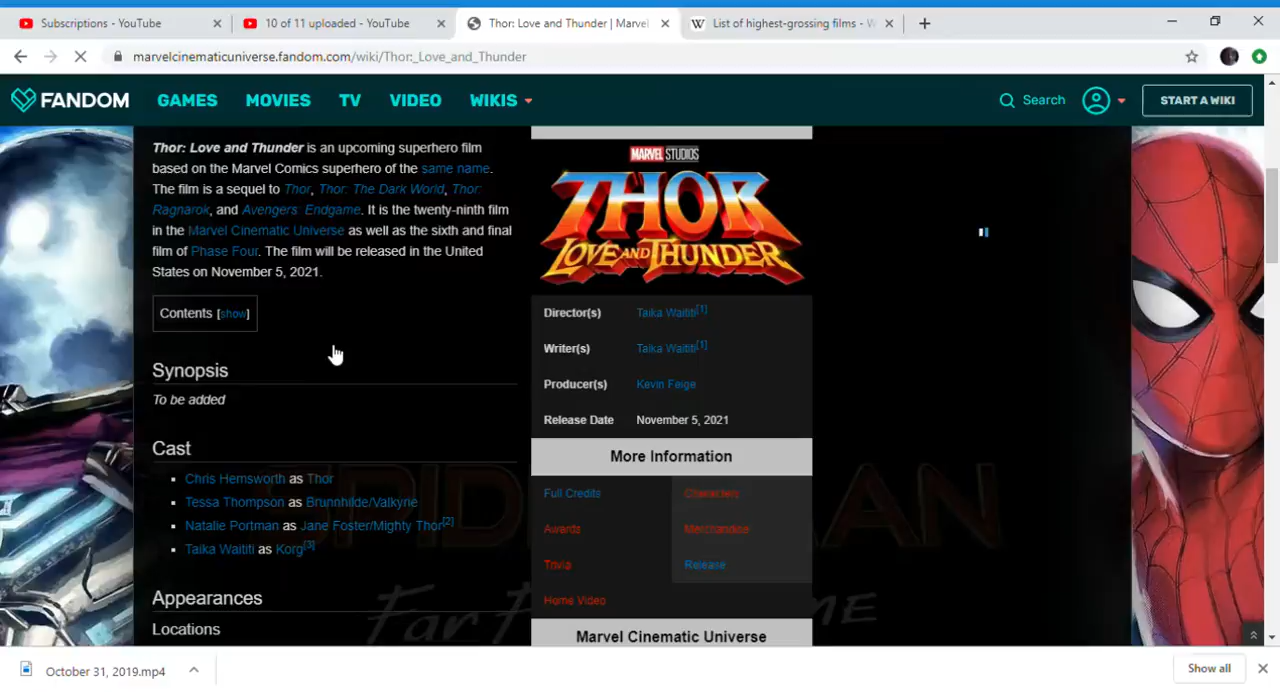 Subscriptions - YouTube
10 of 11 uploaded - YouTube
Thor: Love and Thunder | Marvel
List of highest-grossing films - W
marvelcinematicuniverse.fandom.com/wiki/Thor:_Love_and_Thunder
FANDOM GAMES MOVIES TV VIDEO WIKIS Search START A WIKI
Thor: Love and Thunder is an upcoming superhero film
based on the Marvel Comics superhero of the same name.
The film is a sequel to Thor, Thor: The Dark World, Thor:
Ragnarok, and Avengers: Endgame. It is the twenty-ninth film
in the Marvel Cinematic Universe as well as the sixth and final
film of Phase Four. The film will be released in the United
States on November 5, 2021.
Contents [show]
Synopsis
To be added
Cast
Chris Hemsworth as Thor
Tessa Thompson as Brunnhilde/Valkyrie
Natalie Portman as Jane Foster/Mighty Thor[2]
Taika Waititi as Korg[3]
Appearances
Locations
MARVEL STUDIOS
THOR
LOVE AND THUNDER
Director(s) Taika Waititi[1]
Writer(s) Taika Waititi[1]
Producer(s) Kevin Feige
Release Date November 5, 2021
More Information
Full Credits Characters
Awards Merchandise
Trivia Release
Home Video
Marvel Cinematic Universe
October 31, 2019.mp4
Show all